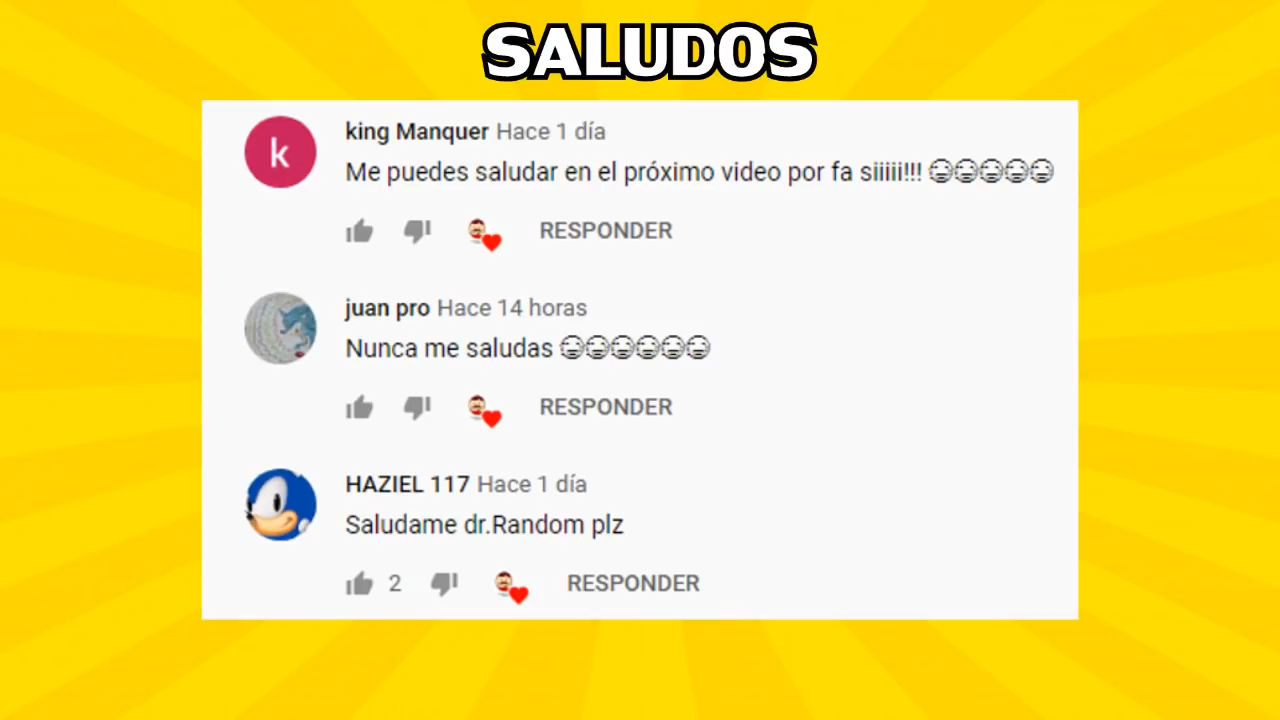 SALUDOS
k
king Manquer Hace 1 día
Me puedes saludar en el próximo video por fa siiiii!!! 😢😢😢😢😢
RESPONDER
juan pro Hace 14 horas
Nunca me saludas 😢😢😢😢😢😢
RESPONDER
HAZIEL 117 Hace 1 día
Saludame dr.Random plz
2 RESPONDER